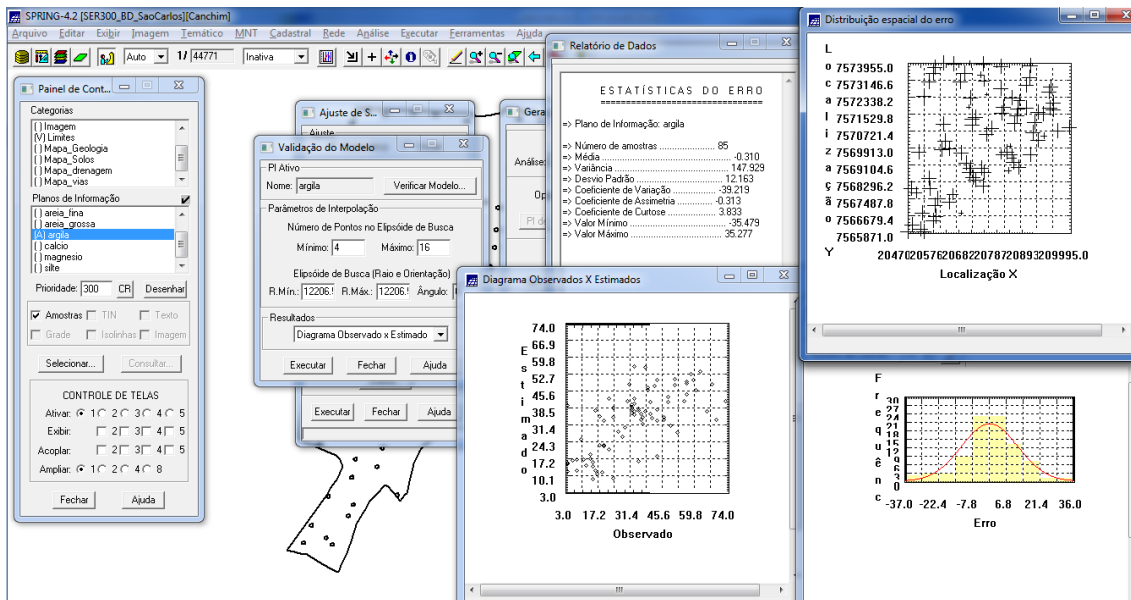 SPRING-4.2 [SER300_BD_SaoCarlos][Canchim]
Arquivo Editar Exibir Imagem Temático MNT Cadastral Rede Análise Executar Ferramentas Ajuda
Auto 1/ 44771 Inativa
Painel de Cont...
Categorias
( ) Imagem
(V) Limites
( ) Mapa_Geologia
( ) Mapa_Solos
( ) Mapa_drenagem
( ) Mapa_vias
Planos de Informação
( ) areia_fina
( ) areia_grossa
(A) argila
( ) calcio
( ) magnesio
( ) silte
Prioridade: 300 CR Desenhar
Amostras TIN Texto
Grade Isolinhas Imagem
Selecionar... Consultar...
CONTROLE DE TELAS
Ativar: 1 2 3 4 5
Exibir: 2 3 4 5
Acoplar: 2 3 4 5
Ampliar: 1 2 4 8
Fechar Ajuda
Ajuste de S...
Ajuste
Executar Fechar Ajuda
Validação do Modelo
PI Ativo
Nome: argila Verificar Modelo...
Parâmetros de Interpolação
Número de Pontos no Elipsóide de Busca
Mínimo: 4 Máximo: 16
Elipsóide de Busca (Raio e Orientação)
R.Mín.: 12206.! R.Máx.: 12206.! Ângulo:
Resultados
Diagrama Observado x Estimado
Executar Fechar Ajuda
Gera
Análise:
Op
PI de
Relatório de Dados
ESTATÍSTICAS DO ERRO
=> Plano de Informação: argila
=> Número de amostras ................... 85
=> Média ................................ -0.310
=> Variância ............................ 147.929
=> Desvio Padrão ........................ 12.163
=> Coeficiente de Variação .............. -39.219
=> Coeficiente de Assimetria ............ -0.313
=> Coeficiente de Curtose ............... 3.833
=> Valor Mínimo ......................... -35.479
=> Valor Máximo ......................... 35.277
Diagrama Observados X Estimados
Estimado
74.0
66.9
59.8
52.7
45.6
38.5
31.4
24.3
17.2
10.1
3.0
3.0 17.2 31.4 45.6 59.8 74.0
Observado
Distribuição espacial do erro
Localização Y
7573955.0
7573146.6
7572338.2
7571529.8
7570721.4
7569913.0
7569104.6
7568296.2
7567487.8
7566679.4
7565871.0
20470205762068220787208932 09995.0
Localização X
Frequênc
30
27
24
21
18
15
12
9
6
3
0
-37.0 -22.4 -7.8 6.8 21.4 36.0
Erro